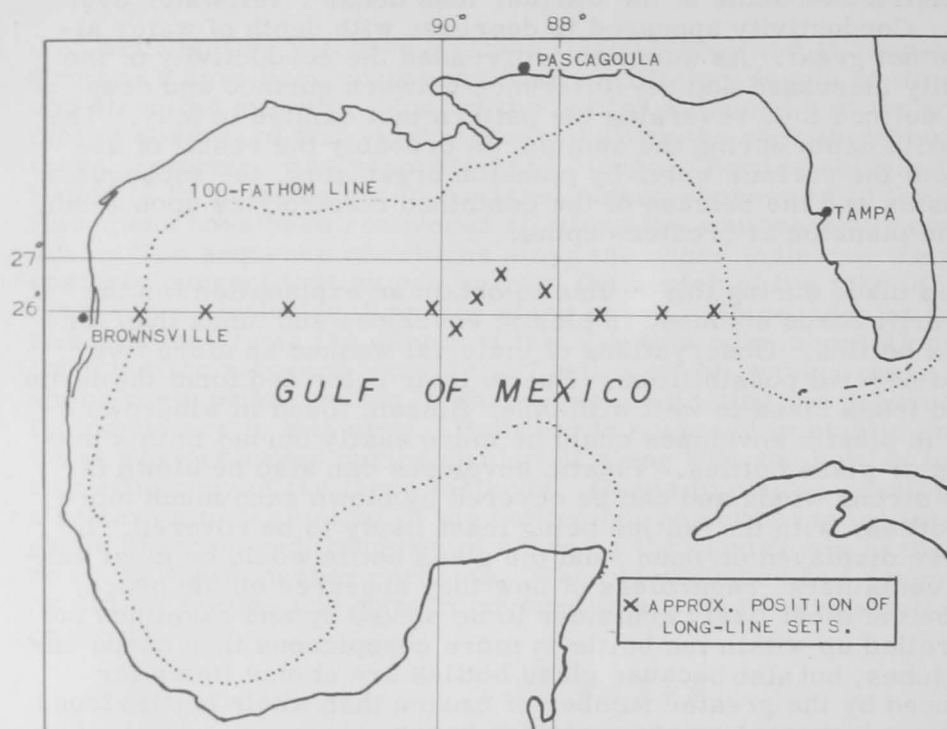 90° 88°
PASCAGOULA
100-FATHOM LINE
TAMPA
27
26
BROWNSVILLE
GULF OF MEXICO
X APPROX. POSITION OF
LONG-LINE SETS.